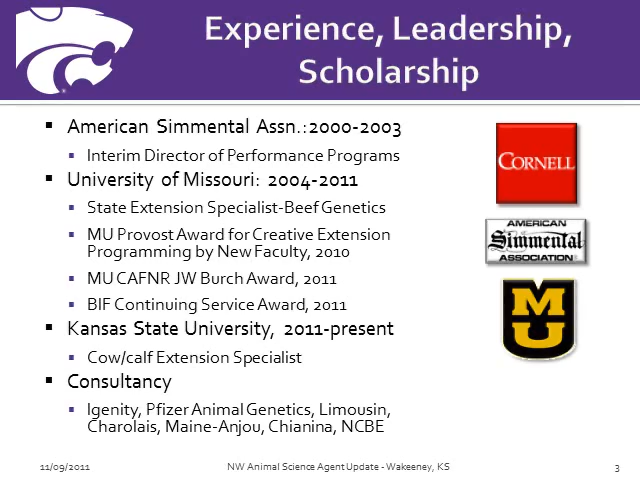 Experience, Leadership,
Scholarship
American Simmental Assn.:2000-2003
Interim Director of Performance Programs
University of Missouri: 2004-2011
State Extension Specialist-Beef Genetics
MU Provost Award for Creative Extension
Programming by New Faculty, 2010
MU CAFNR JW Burch Award, 2011
BIF Continuing Service Award, 2011
Kansas State University, 2011-present
Cow/calf Extension Specialist
Consultancy
Igenity, Pfizer Animal Genetics, Limousin,
Charolais, Maine-Anjou, Chianina, NCBE
CORNELL
AMERICAN
Simmental
ASSOCIATION®
MU
11/09/2011
NW Animal Science Agent Update - Wakeeney, KS
3